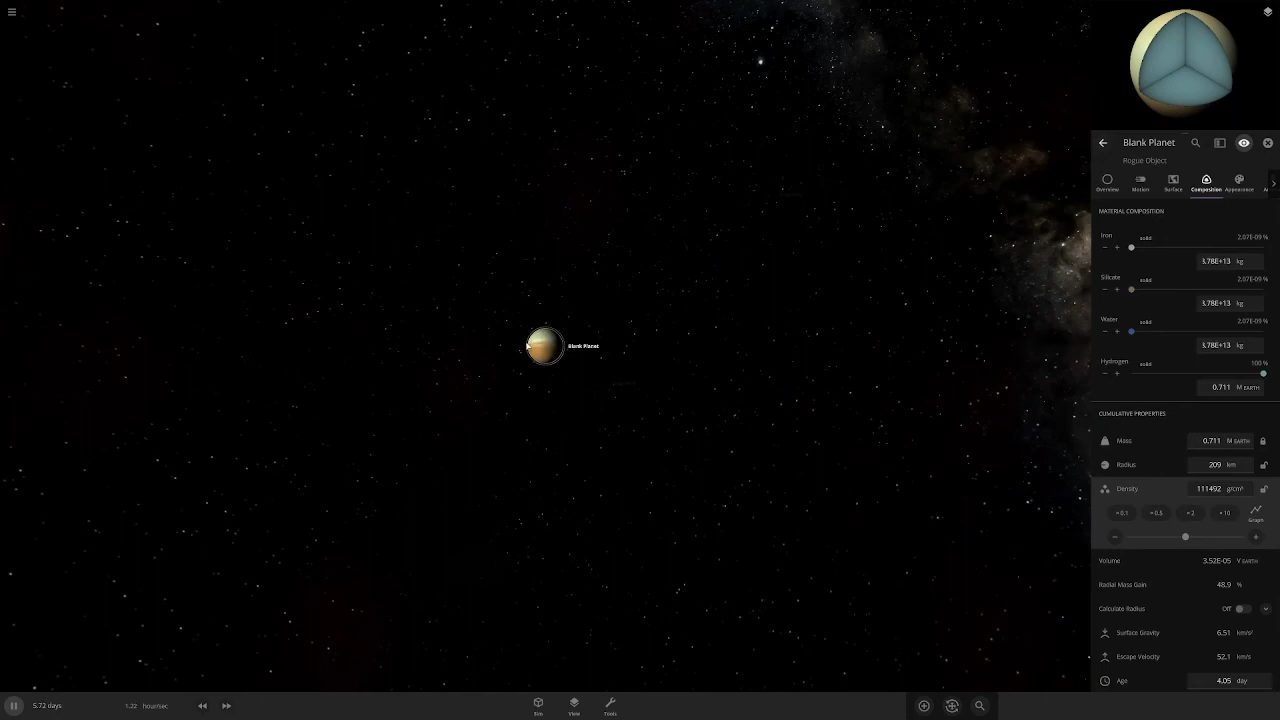 Blank Planet
Rogue Object
Overview
Motion
Surface
Composition
Appearance
MATERIAL COMPOSITION
Iron
solid
2.07E-09 %
3,78E+13 kg
Silicate
solid
2.07E-09 %
3,78E+13 kg
Water
solid
2.07E-09 %
3,78E+13 kg
Hydrogen
solid
100 %
0.711 M EARTH
CUMULATIVE PROPERTIES
Mass 0.711 M EARTH
Radius 209 km
Density 111492 g/cm³
÷0.1 ×0.5 ×2 ×10 Graph
Volume 3.52E-05 V EARTH
Radial Mass Gain 48.9 %
Calculate Radius Off
Surface Gravity 6.51 km/s²
Escape Velocity 52.1 km/s
Age 4.05 day
Blank Planet
5.72 days 1.22 hour/sec
Sim
View
Tools